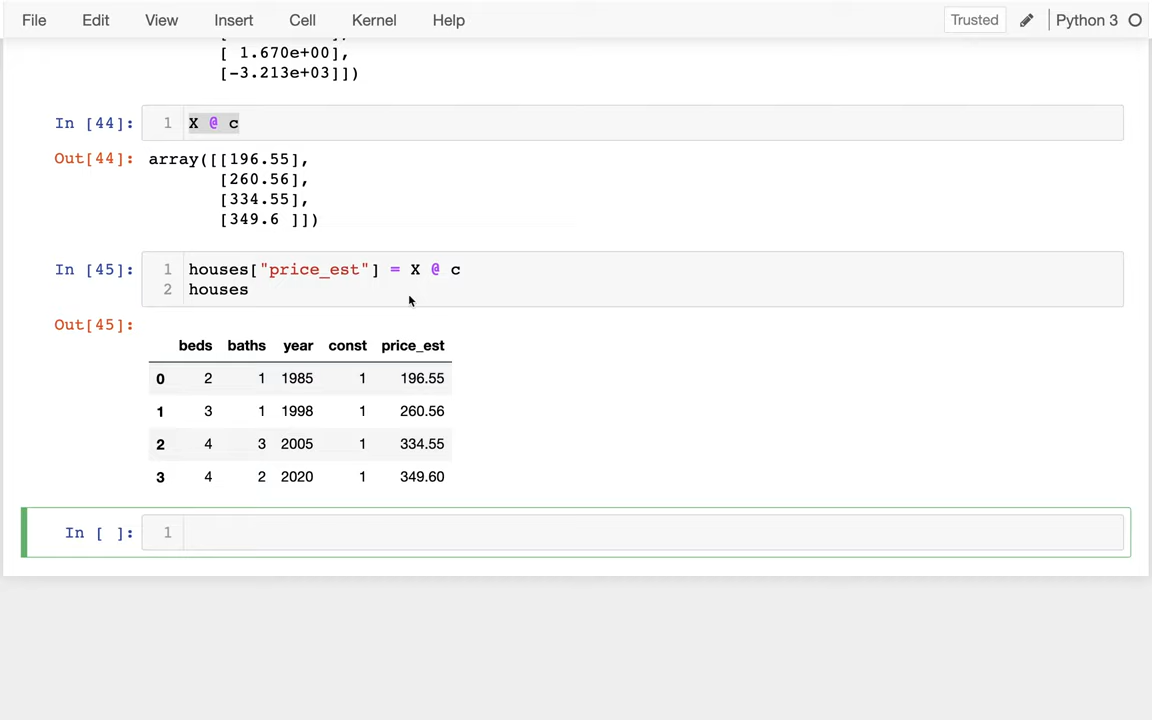 File Edit View Insert Cell Kernel Help Trusted Python 3
[ 1.670e+00],
[-3.213e+03]])
In [44]: 1 X @ c
Out[44]: array([[196.55],
[260.56],
[334.55],
[349.6 ]])
In [45]: 1 houses["price_est"] = X @ c
2 houses
Out[45]:
beds baths year const price_est
0 2 1 1985 1 196.55
1 3 1 1998 1 260.56
2 4 3 2005 1 334.55
3 4 2 2020 1 349.60
In [ ]: 1